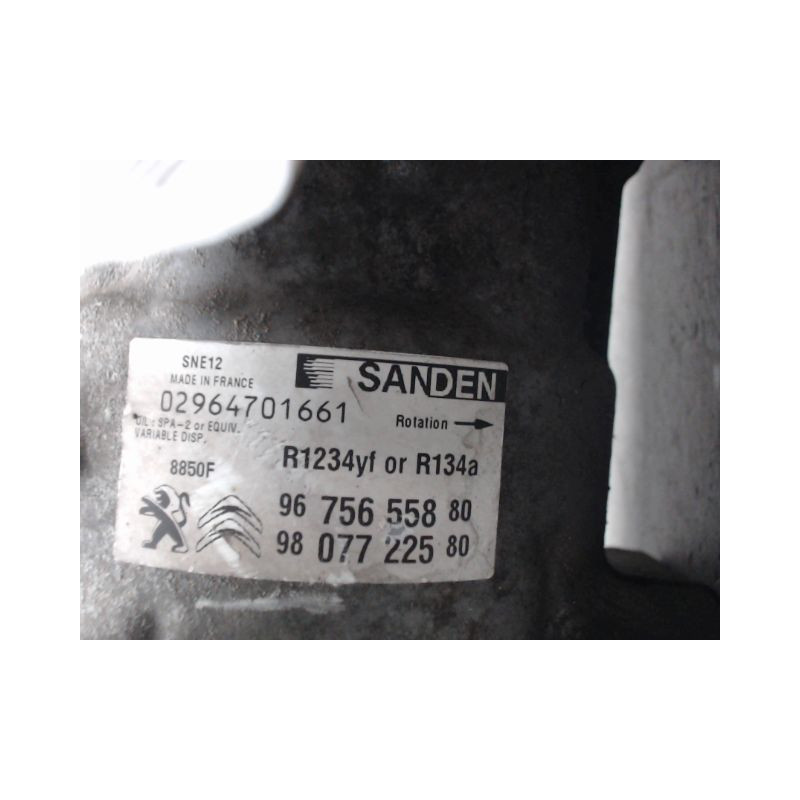 SNE12
MADE IN FRANCE
SANDEN
02964701661
OIL : SPA-2 or EQUIV.
VARIABLE DISP.
Rotation
8850F
R1234yf or R134a
96 756 558 80
98 077 225 80